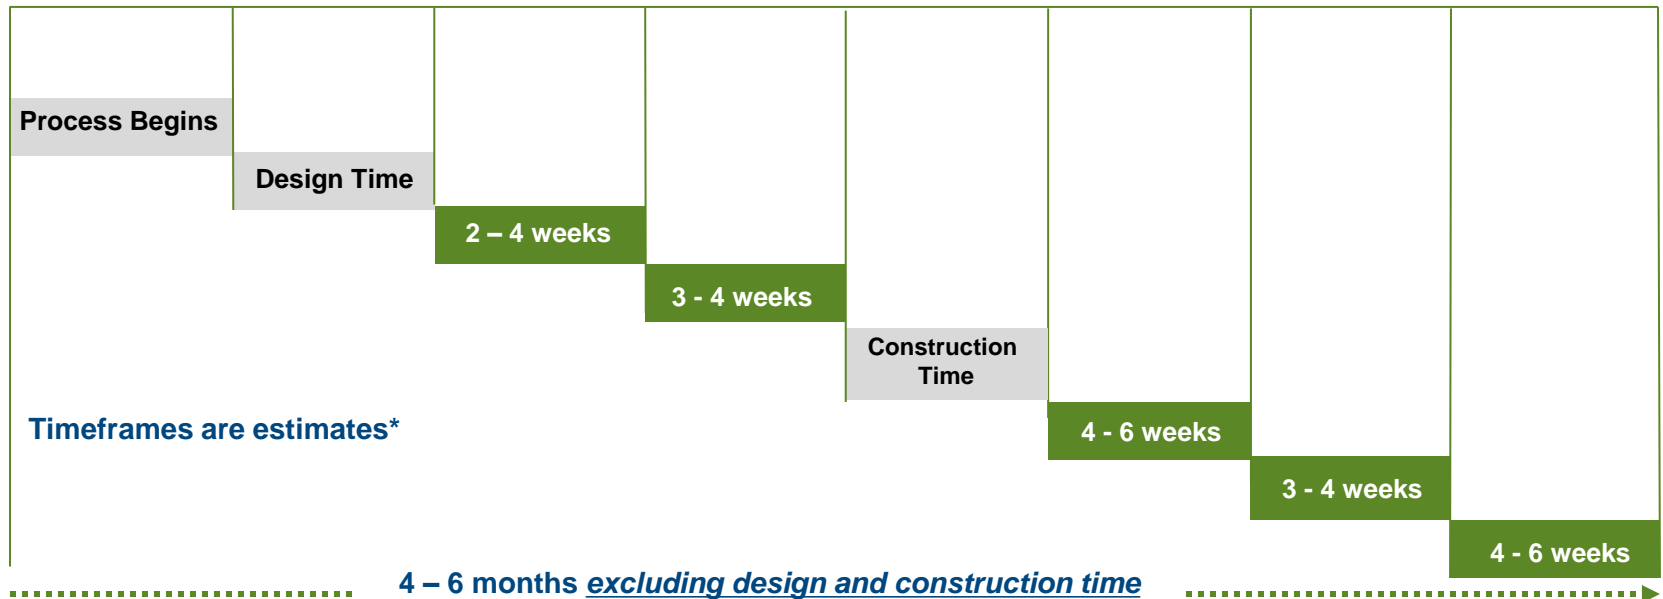 Process Begins
Design Time
2 – 4 weeks
3 - 4 weeks
Construction
Time
Timeframes are estimates*
4 - 6 weeks
3 - 4 weeks
4 - 6 weeks
4 – 6 months excluding design and construction time